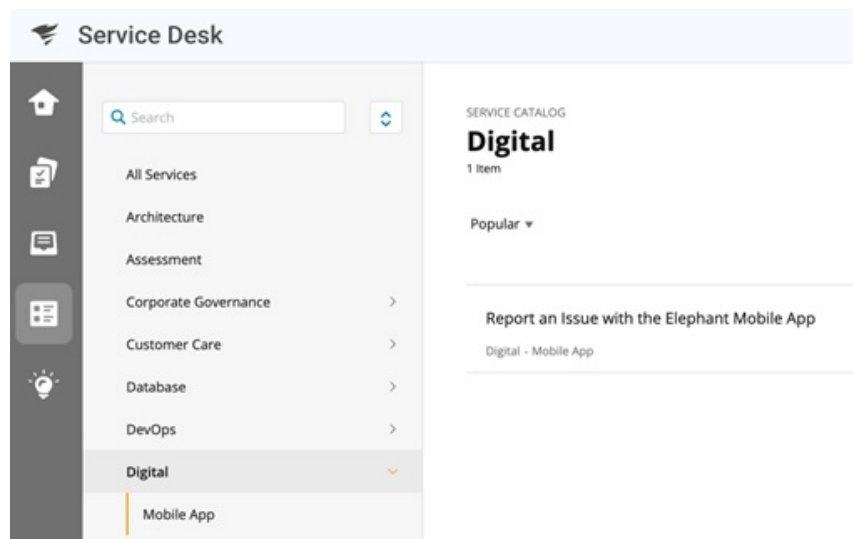 Service Desk
Search
All Services
Architecture
Assessment
Corporate Governance
Customer Care
Database
DevOps
Digital
Mobile App
SERVICE CATALOG
Digital
1 Item
Popular
Report an Issue with the Elephant Mobile App
Digital - Mobile App